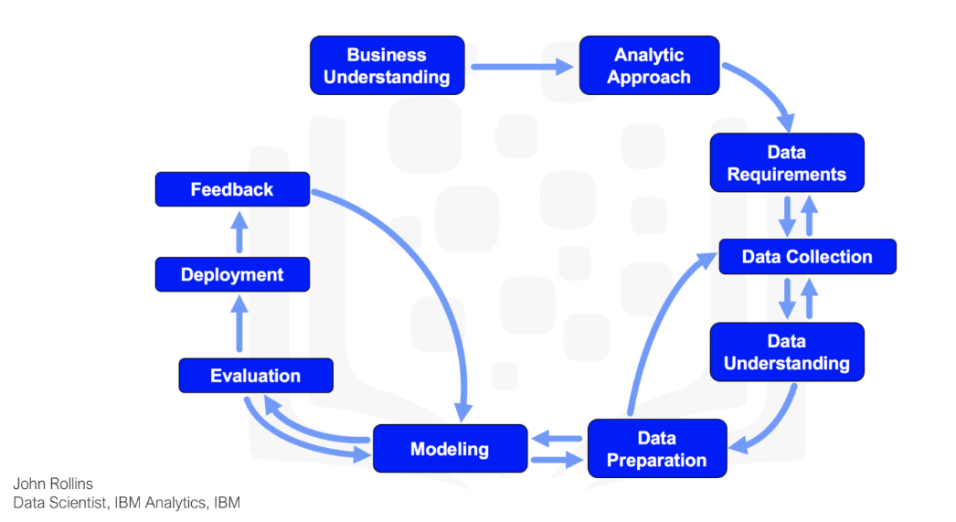 Business
Understanding
Analytic
Approach
Data
Requirements
Feedback
Data Collection
Deployment
Data
Understanding
Evaluation
Modeling
Data
Preparation
John Rollins
Data Scientist, IBM Analytics, IBM